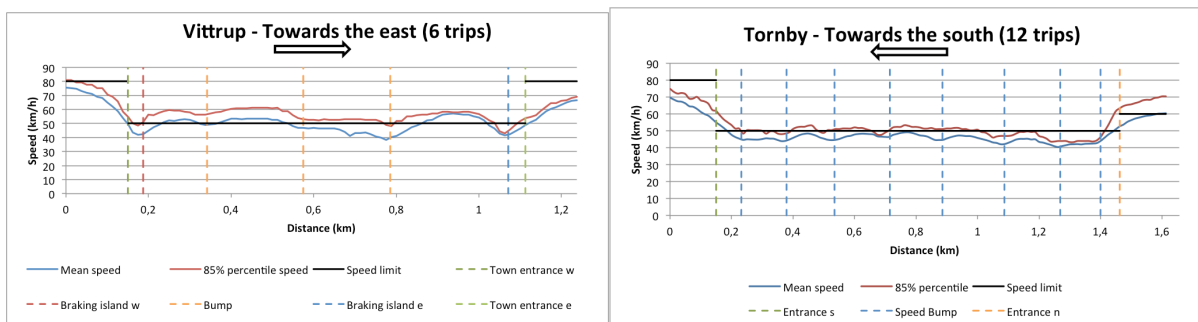 Vittrup - Towards the east (6 trips)
Speed (km/h)
90
80
70
60
50
40
30
20
10
0
0 0,2 0,4 0,6 0,8 1 1,2
Distance (km)
Mean speed 85% percentile speed Speed limit Town entrance w
Braking island w Bump Braking island e Town entrance e
Tornby - Towards the south (12 trips)
Speed (km/h)
90
80
70
60
50
40
30
20
10
0
0 0,2 0,4 0,6 0,8 1 1,2 1,4 1,6
Distance (km)
Mean speed 85% percentile Speed limit
Entrance s Speed Bump Entrance n